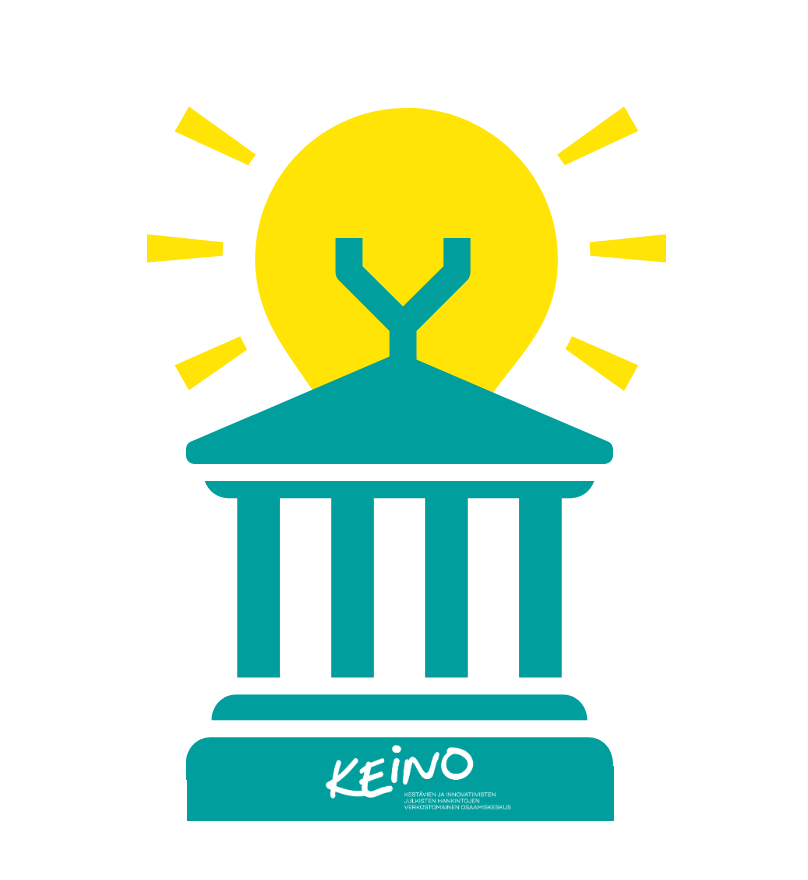 KEiNO
KESTÄVIEN JA INNOVATIIVISTEN
JULKISTEN HANKINTOJEN
VERKOSTOMAINEN OSAAMISKESKUS